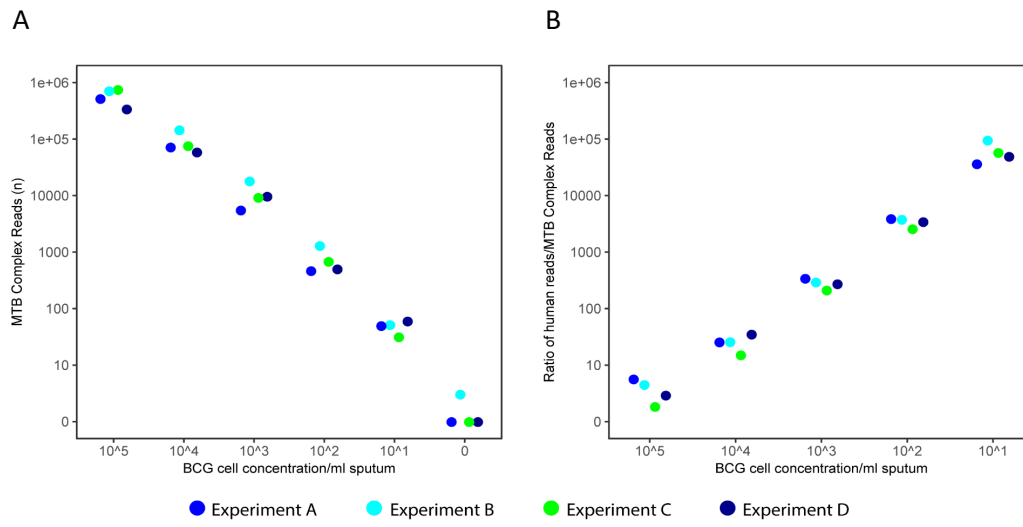 A
B
MTB Complex Reads (n)
1e+06
1e+05
10000
1000
100
10
0
10^5
10^4
10^3
10^2
10^1
0
BCG cell concentration/ml sputum
Ratio of human reads/MTB Complex Reads
1e+06
1e+05
10000
1000
100
10
0
10^5
10^4
10^3
10^2
10^1
BCG cell concentration/ml sputum
Experiment A
Experiment B
Experiment C
Experiment D